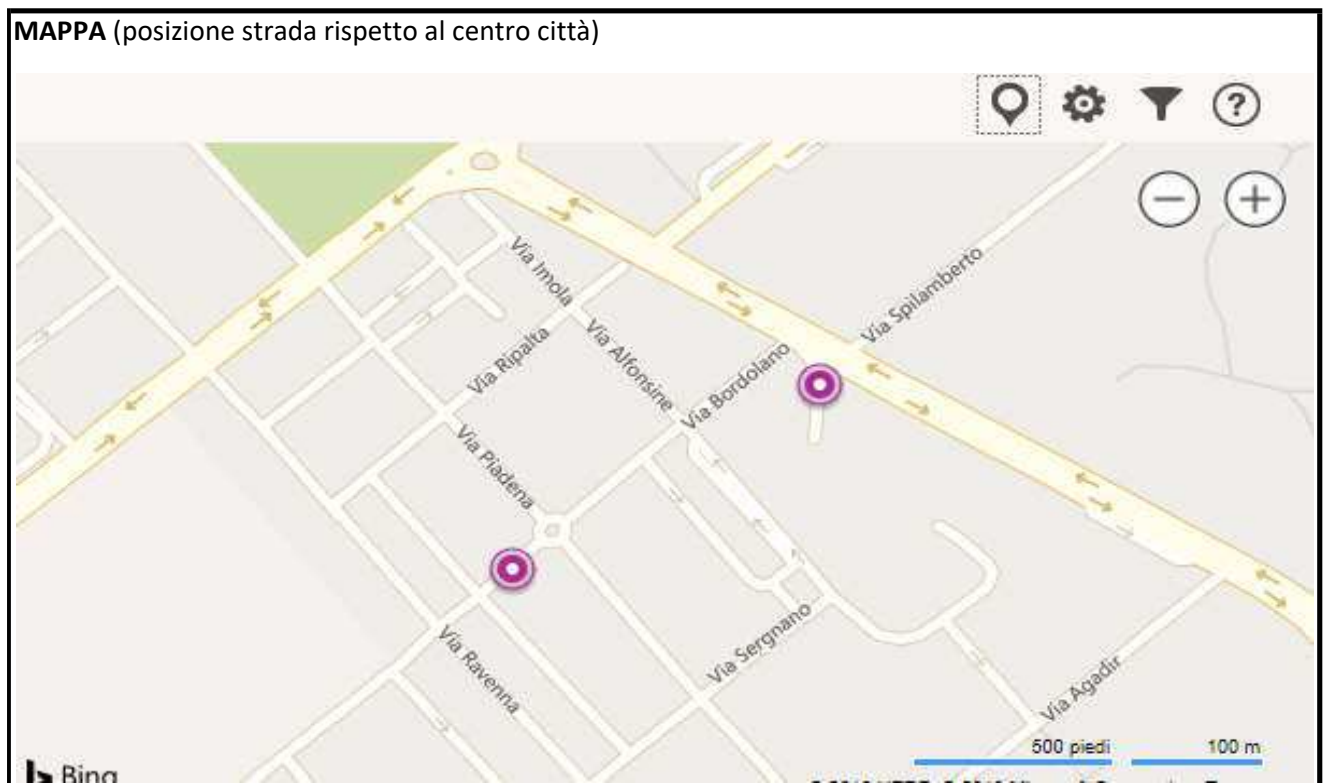 MAPPA (posizione strada rispetto al centro città)
?
Via Imola
Via Spilamberto
Via Ripalta
Via Alfonsine
Via Bordolano
Via Piadena
Via Sergnano
Via Ravenna
Via Agadir
500 piedi
100 m
Bing